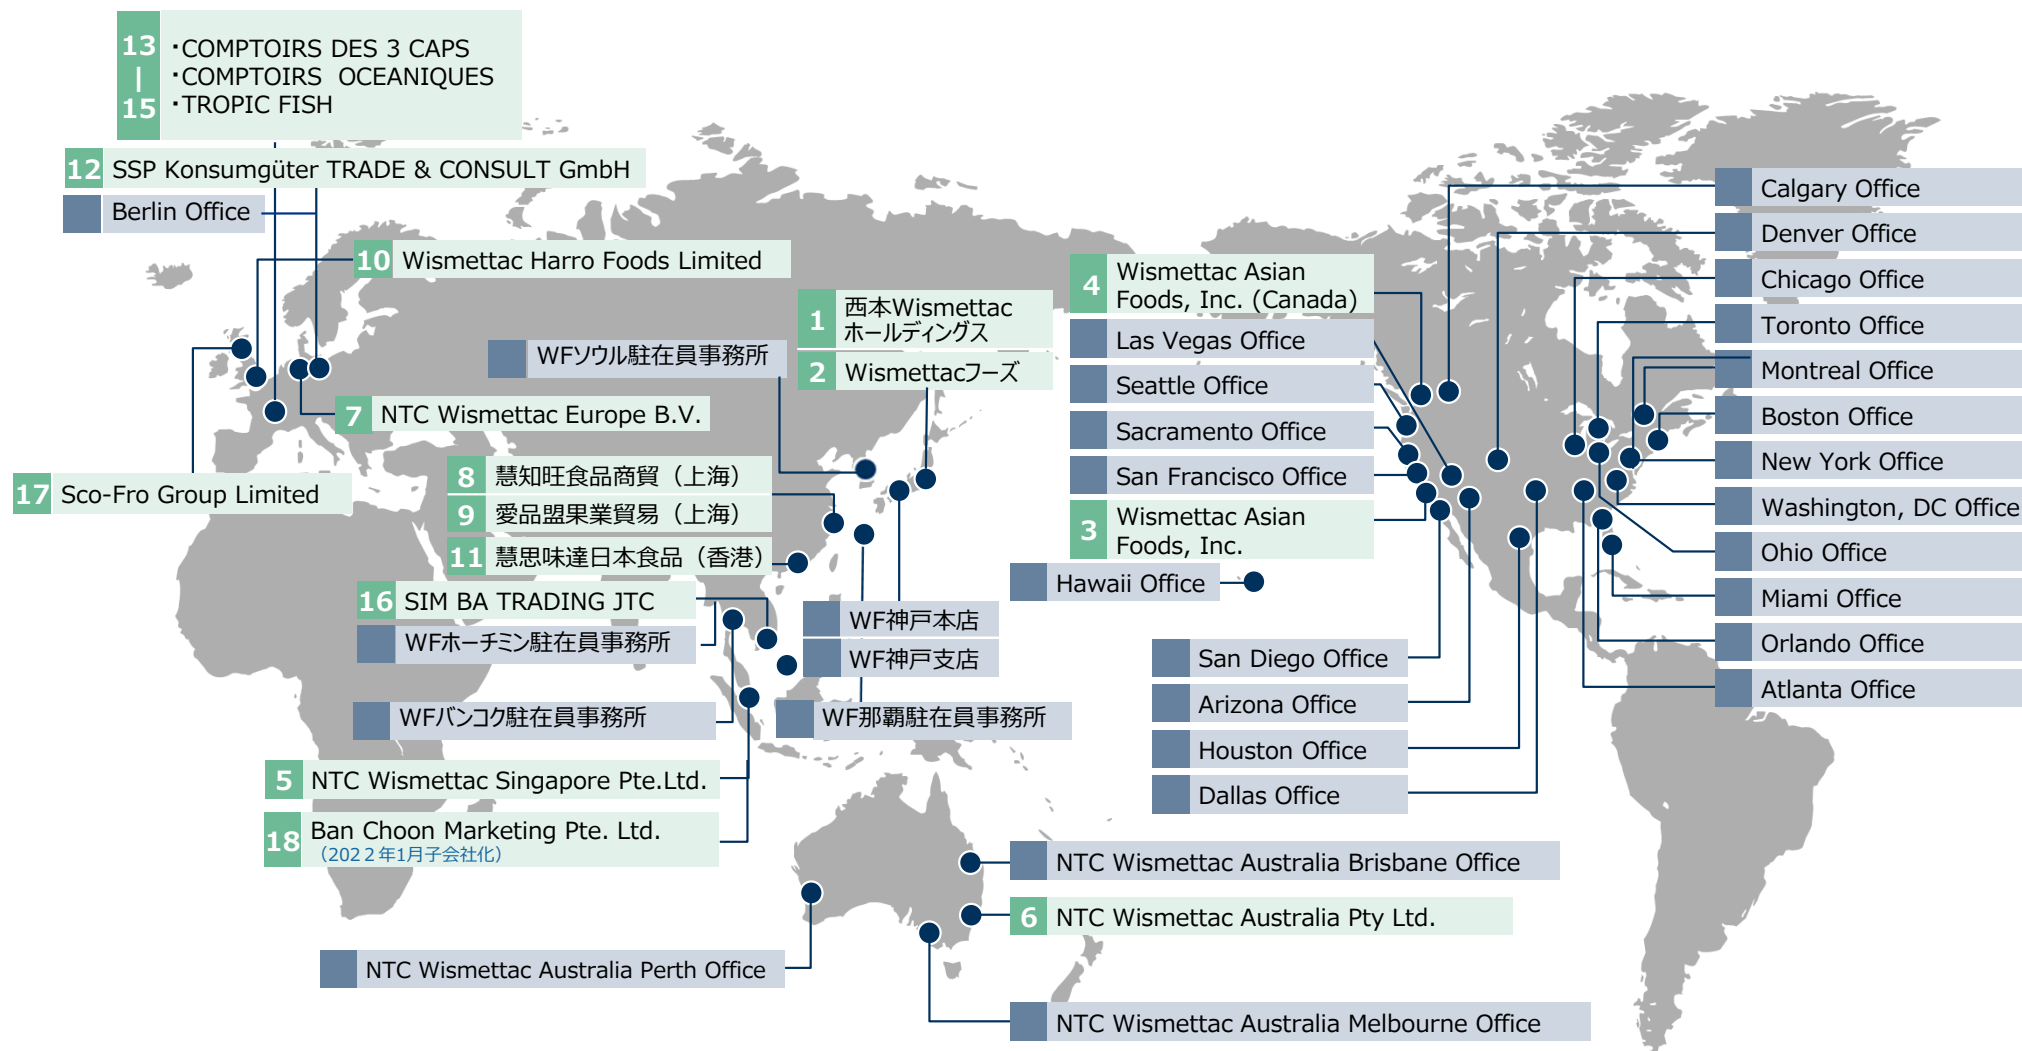 13
|
15
・COMPTOIRS DES 3 CAPS
・COMPTOIRS OCEANIQUES
・TROPIC FISH
12 SSP Konsumgüter TRADE & CONSULT GmbH
Berlin Office
10 Wismettac Harro Foods Limited
1 西本Wismettac
ホールディングス
2 Wismettacフーズ
WFソウル駐在員事務所
7 NTC Wismettac Europe B.V.
17 Sco-Fro Group Limited
8 慧知旺食品商貿（上海）
9 愛品盟果業貿易（上海）
11 慧思味達日本食品（香港）
16 SIM BA TRADING JTC
WFホーチミン駐在員事務所
WFバンコク駐在員事務所
WF神戸本店
WF神戸支店
WF那覇駐在員事務所
5 NTC Wismettac Singapore Pte.Ltd.
18 Ban Choon Marketing Pte. Ltd.
（202２年1月子会社化）
4 Wismettac Asian
Foods, Inc. (Canada)
Las Vegas Office
Seattle Office
Sacramento Office
San Francisco Office
3 Wismettac Asian
Foods, Inc.
Hawaii Office
San Diego Office
Arizona Office
Houston Office
Dallas Office
Calgary Office
Denver Office
Chicago Office
Toronto Office
Montreal Office
Boston Office
New York Office
Washington, DC Office
Ohio Office
Miami Office
Orlando Office
Atlanta Office
NTC Wismettac Australia Brisbane Office
6 NTC Wismettac Australia Pty Ltd.
NTC Wismettac Australia Perth Office
NTC Wismettac Australia Melbourne Office